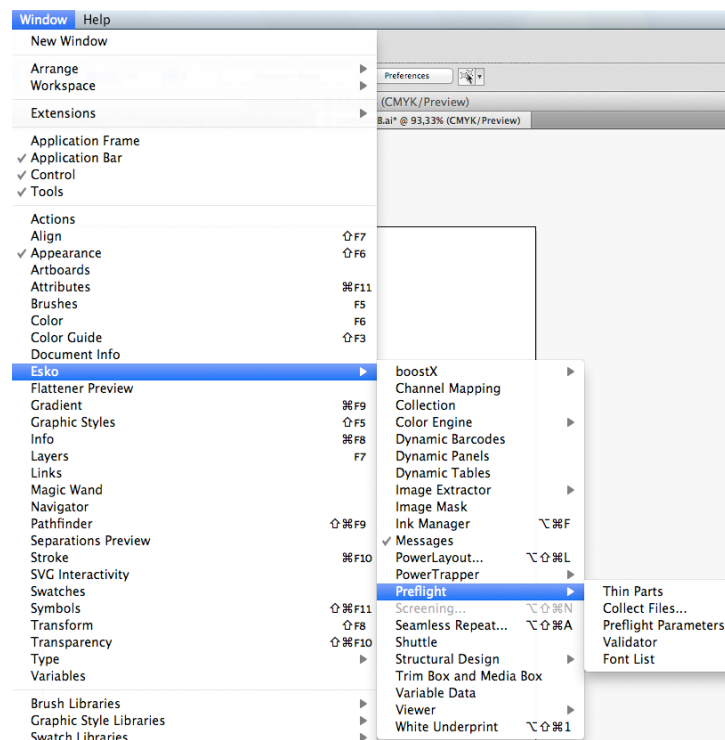 Window Help
New Window
Arrange
Preferences
Workspace
(CMYK/Preview)
Extensions
B.ai* @ 93,33% (CMYK/Preview)
Application Frame
✓ Application Bar
✓ Control
✓ Tools
Actions
Align ⇧F7
✓ Appearance ⇧F6
Artboards
Attributes ⌘F11
Brushes F5
Color F6
Color Guide ⇧F3
Document Info
Esko
Flattener Preview
Gradient ⌘F9
Graphic Styles ⇧F5
Info ⌘F8
Layers F7
Links
Magic Wand
Navigator
Pathfinder ⇧⌘F9
Separations Preview
Stroke ⌘F10
SVG Interactivity
Swatches
Symbols ⇧⌘F11
Transform ⇧F8
Transparency ⇧⌘F10
Type
Variables
Brush Libraries
Graphic Style Libraries
Swatch Libraries
boostX
Channel Mapping
Collection
Color Engine
Dynamic Barcodes
Dynamic Panels
Dynamic Tables
Image Extractor
Image Mask
Ink Manager ⌥⌘F
✓ Messages
PowerLayout... ⌥⇧⌘L
PowerTrapper
Preflight
Screening... ⌥⇧⌘N
Seamless Repeat... ⌥⇧⌘A
Shuttle
Structural Design
Trim Box and Media Box
Variable Data
Viewer
White Underprint ⌥⇧⌘1
Thin Parts
Collect Files...
Preflight Parameters
Validator
Font List